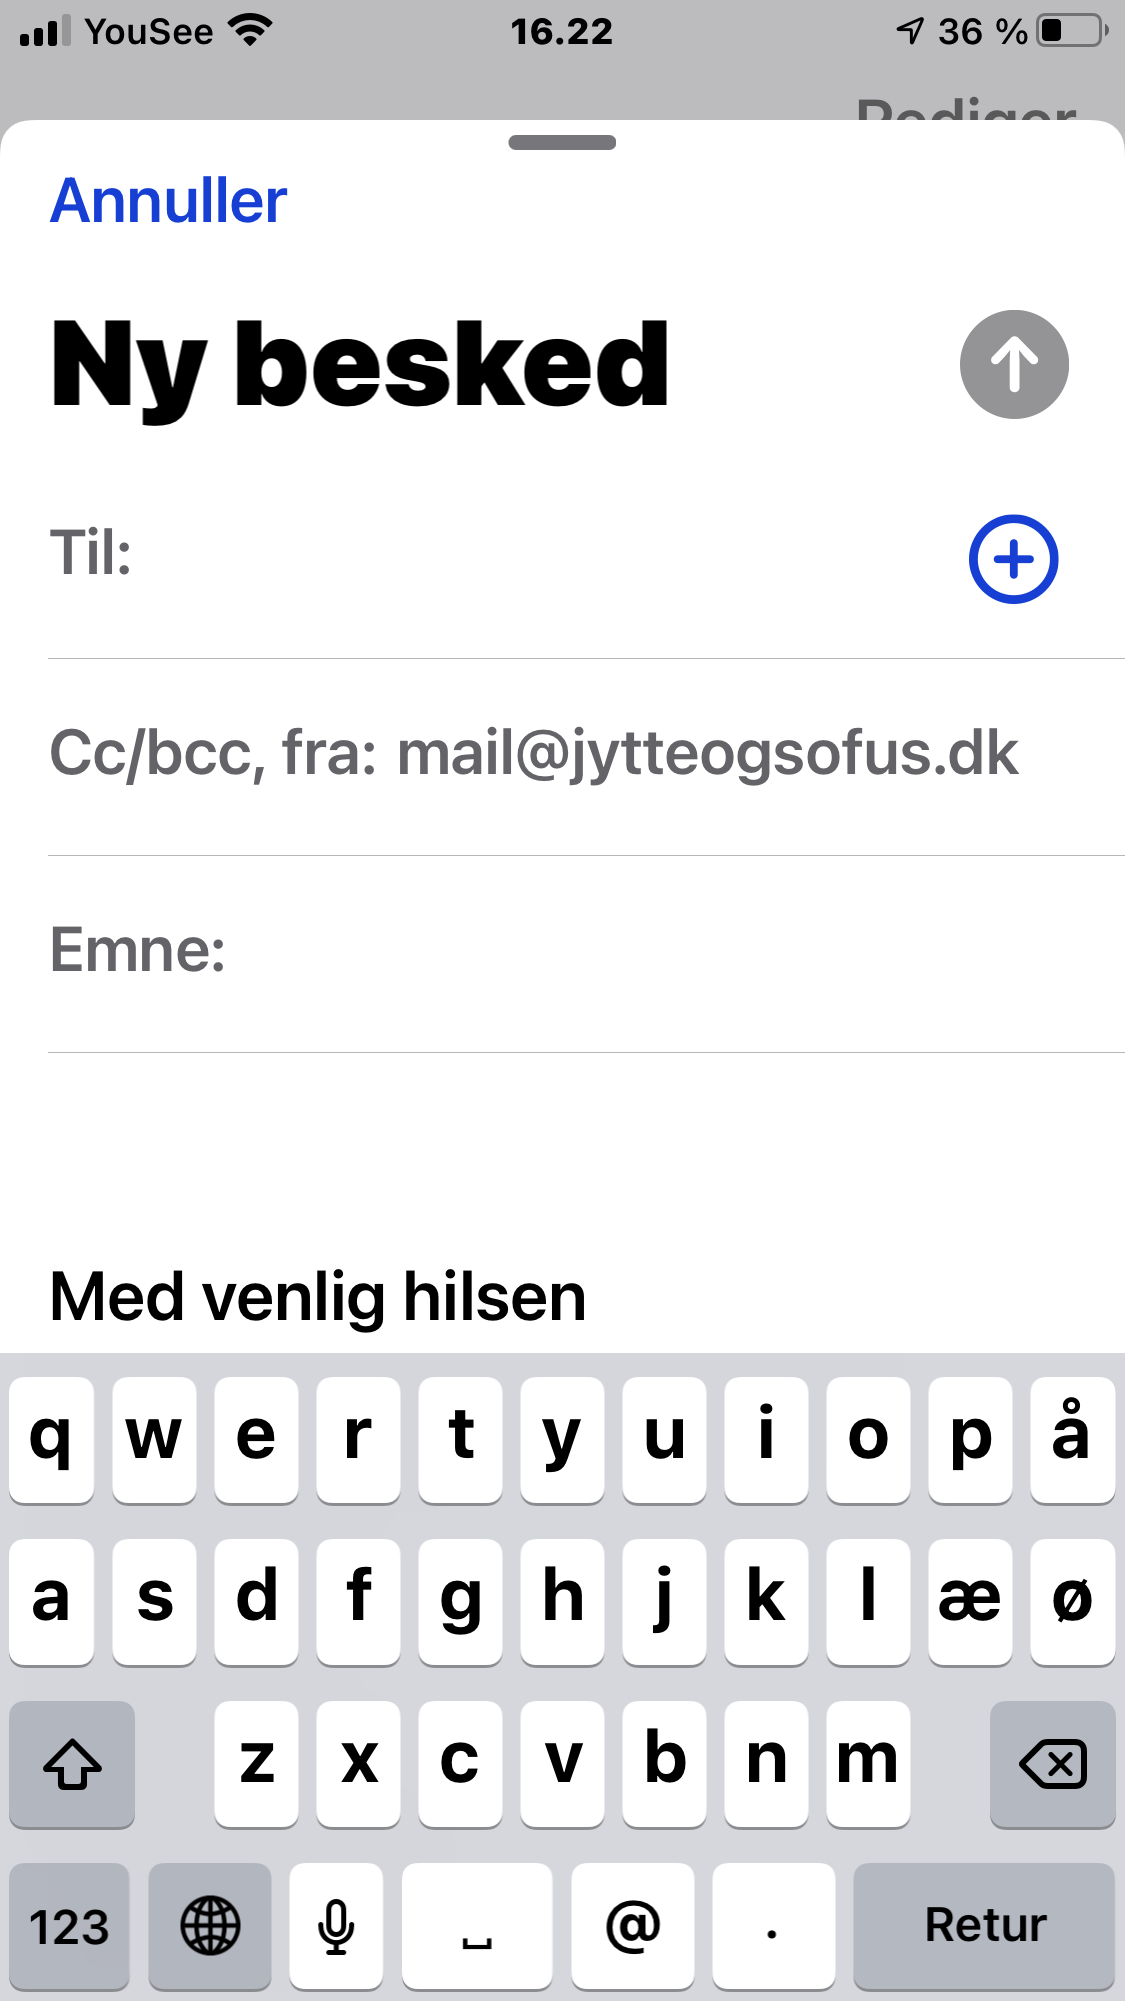 YouSee 16.22 36 %
Rediger
Annuller
Ny besked
Til:
Cc/bcc, fra: mail@jytteogsofus.dk
Emne:
Med venlig hilsen
q w e r t y u i o p å
a s d f g h j k l æ ø
z x c v b n m
123 @ . Retur